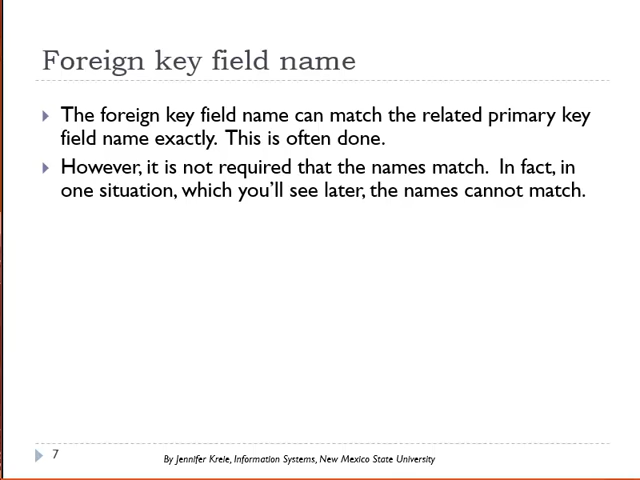 Foreign key field name
The foreign key field name can match the related primary key
field name exactly.  This is often done.
However, it is not required that the names match.  In fact, in
one situation, which you’ll see later, the names cannot match.
7
By Jennifer Kreie, Information Systems, New Mexico State University